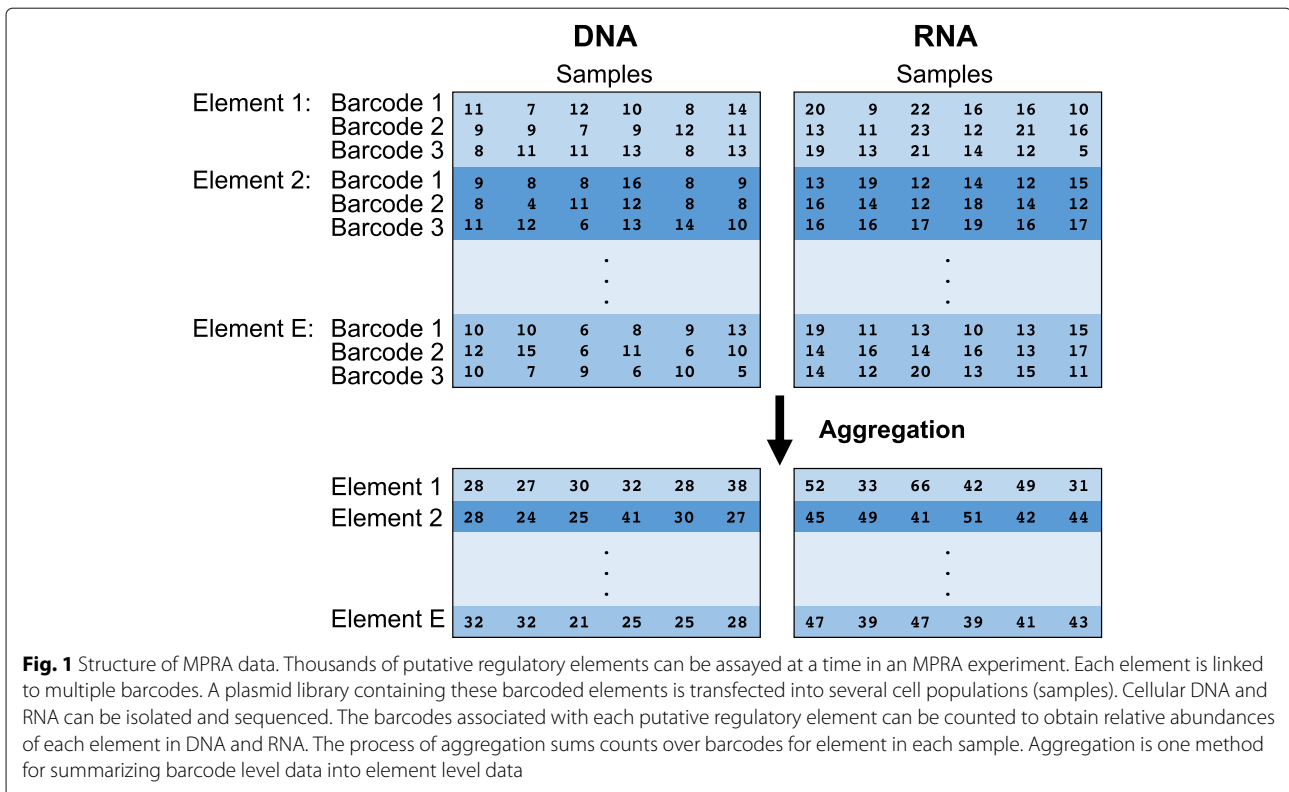 DNA RNA
Samples Samples
Element 1: Barcode 1 11 7 12 10 8 14 20 9 22 16 16 10
Barcode 2 9 9 7 9 12 11 13 11 23 12 21 16
Barcode 3 8 11 11 13 8 13 19 13 21 14 12 5
Element 2: Barcode 1 9 8 8 16 8 9 13 19 12 14 12 15
Barcode 2 8 4 11 12 8 8 16 14 12 18 14 12
Barcode 3 11 12 6 13 14 10 16 16 17 19 16 17
. .
. .
. .
Element E: Barcode 1 10 10 6 8 9 13 19 11 13 10 13 15
Barcode 2 12 15 6 11 6 10 14 16 14 16 13 17
Barcode 3 10 7 9 6 10 5 14 12 20 13 15 11
Aggregation
Element 1 28 27 30 32 28 38 52 33 66 42 49 31
Element 2 28 24 25 41 30 27 45 49 41 51 42 44
. .
. .
. .
Element E 32 32 21 25 25 28 47 39 47 39 41 43
Fig. 1 Structure of MPRA data. Thousands of putative regulatory elements can be assayed at a time in an MPRA experiment. Each element is linked
to multiple barcodes. A plasmid library containing these barcoded elements is transfected into several cell populations (samples). Cellular DNA and
RNA can be isolated and sequenced. The barcodes associated with each putative regulatory element can be counted to obtain relative abundances
of each element in DNA and RNA. The process of aggregation sums counts over barcodes for element in each sample. Aggregation is one method
for summarizing barcode level data into element level data